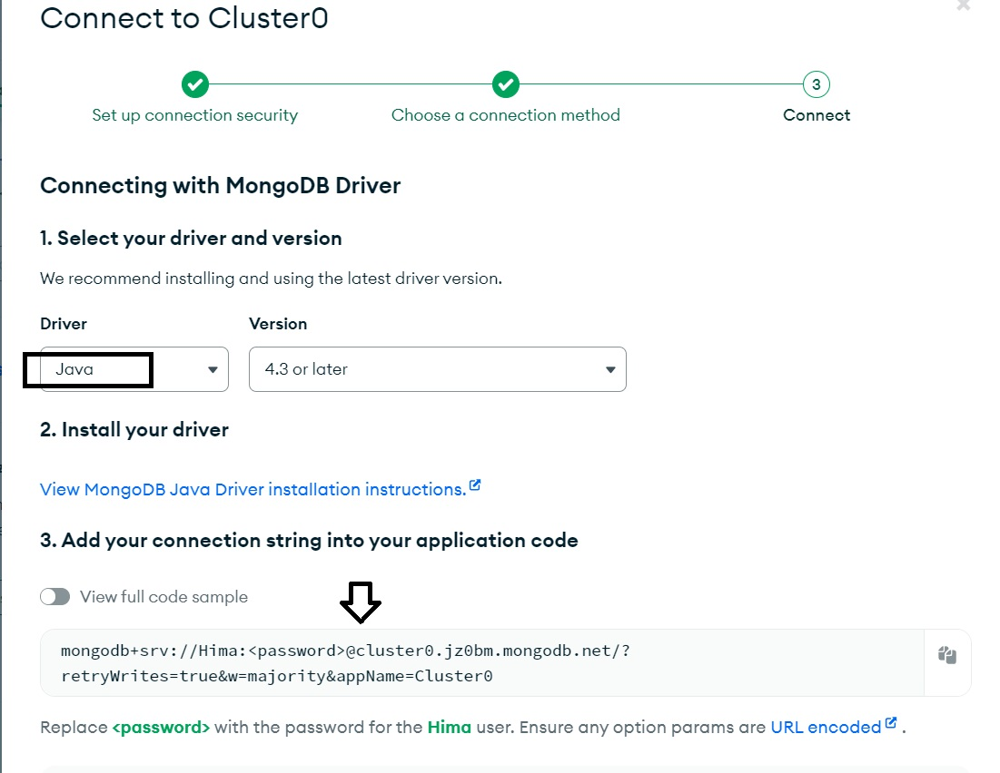 Connect to Cluster0
3
Set up connection security
Choose a connection method
Connect
Connecting with MongoDB Driver
1. Select your driver and version
We recommend installing and using the latest driver version.
Driver
Version
Java
4.3 or later
2. Install your driver
View MongoDB Java Driver installation instructions.
3. Add your connection string into your application code
View full code sample
mongodb+srv://Hima:<password>@cluster0.jz0bm.mongodb.net/?
retryWrites=true&w=majority&appName=Cluster0
Replace <password> with the password for the Hima user. Ensure any option params are URL encoded .